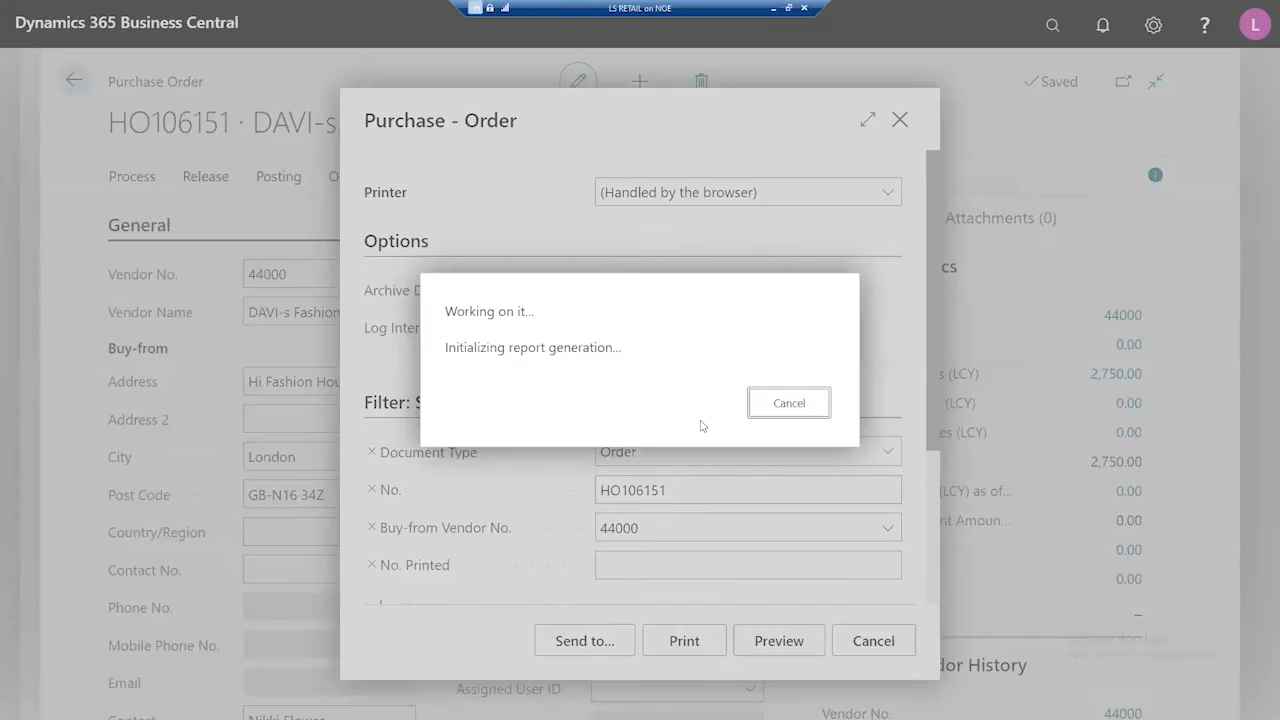 LS RETAIL on NOE
Dynamics 365 Business Central
?
L
Purchase Order
Saved
HO106151 · DAVI-s
Process Release Posting O
General
Vendor No. 44000
Vendor Name DAVI-s Fashion
Buy-from
Address Hi Fashion Hou
Address 2
City London
Post Code GB-N16 34Z
Country/Region
Contact No.
Phone No.
Mobile Phone No.
Email
Contact Nikki Flower
Purchase - Order
Printer (Handled by the browser)
Options
Archive D
Log Inter
Working on it...
Initializing report generation...
Cancel
Filter: S
Document Type Order
No. HO106151
Buy-from Vendor No. 44000
No. Printed
Send to... Print Preview Cancel
Assigned User ID
Attachments (0)
cs
44000
0.00
s (LCY) 2,750.00
(LCY) 0.00
es (LCY) 0.00
2,750.00
(LCY) as of... 0.00
nt Amoun... 0.00
0.00
0.00
dor History
Vendor No. 44000